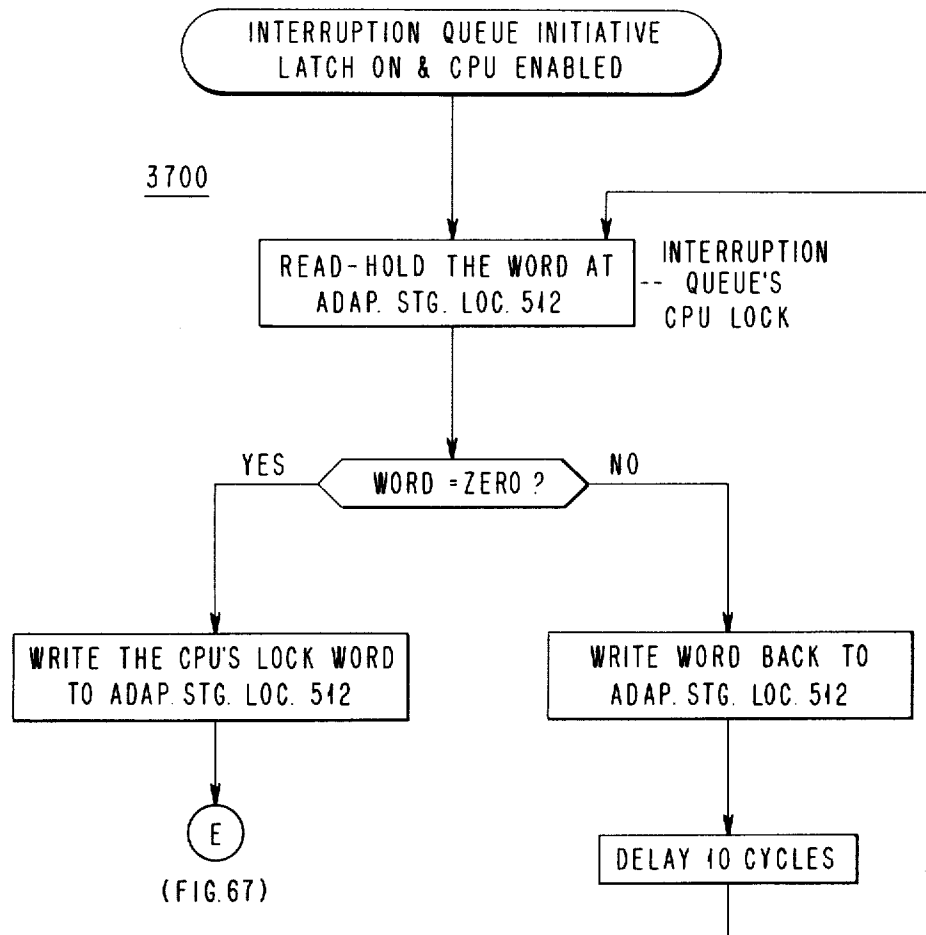 INTERRUPTION QUEUE INITIATIVE
LATCH ON & CPU ENABLED
3700
READ-HOLD THE WORD AT
ADAP. STG. LOC. 512
-- INTERRUPTION
QUEUE'S
CPU LOCK
YES
WORD = ZERO ?
NO
WRITE THE CPU'S LOCK WORD
TO ADAP. STG. LOC. 512
WRITE WORD BACK TO
ADAP. STG. LOC. 512
E
(FIG. 67)
DELAY 10 CYCLES